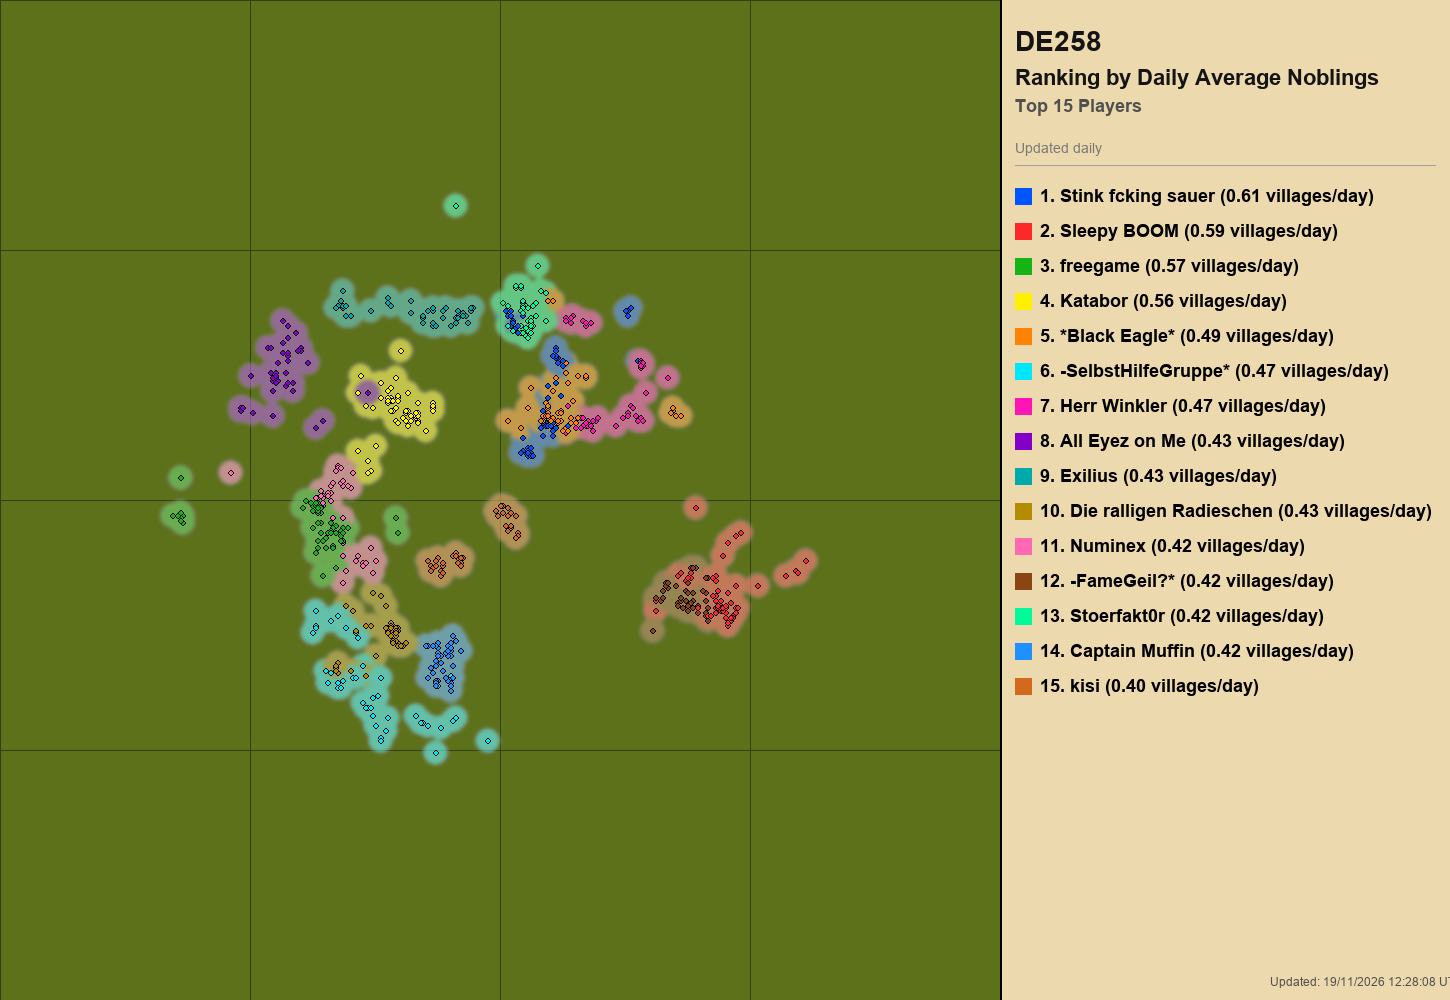 DE258
Ranking by Daily Average Noblings
Top 15 Players
Updated daily
1. Stink fcking sauer (0.61 villages/day)
2. Sleepy BOOM (0.59 villages/day)
3. freegame (0.57 villages/day)
4. Katabor (0.56 villages/day)
5. *Black Eagle* (0.49 villages/day)
6. -SelbstHilfeGruppe* (0.47 villages/day)
7. Herr Winkler (0.47 villages/day)
8. All Eyez on Me (0.43 villages/day)
9. Exilius (0.43 villages/day)
10. Die ralligen Radieschen (0.43 villages/day)
11. Numinex (0.42 villages/day)
12. -FameGeil?* (0.42 villages/day)
13. Stoerfakt0r (0.42 villages/day)
14. Captain Muffin (0.42 villages/day)
15. kisi (0.40 villages/day)
Updated: 19/11/2026 12:28:08